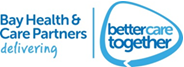 Bay Health &
Care Partners
delivering
better care
together